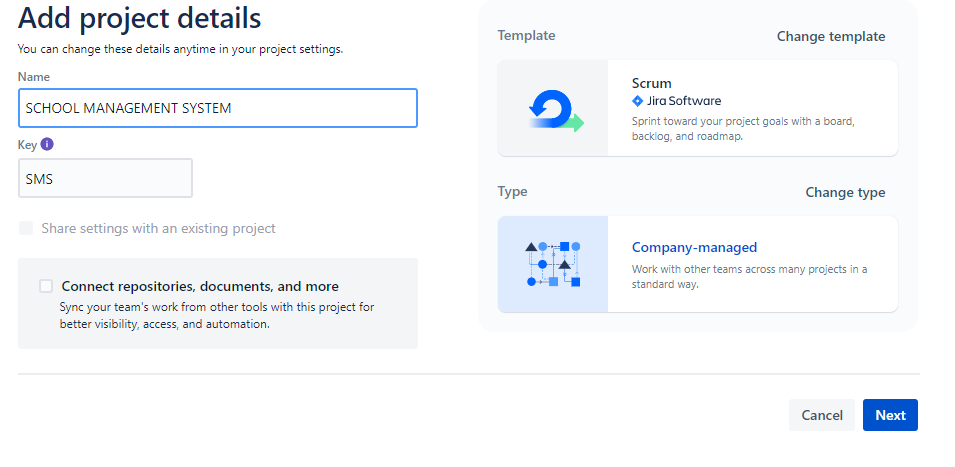 Add project details
You can change these details anytime in your project settings.
Name
SCHOOL MANAGEMENT SYSTEM
Key i
SMS
Share settings with an existing project
Connect repositories, documents, and more
Sync your team's work from other tools with this project for
better visibility, access, and automation.
Template
Change template
Scrum
Jira Software
Sprint toward your project goals with a board,
backlog, and roadmap.
Type
Change type
Company-managed
Work with other teams across many projects in a
standard way.
Cancel
Next